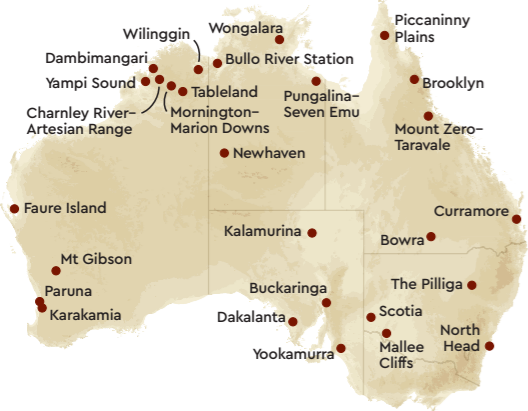 Wongalara
Piccaninny
Plains
Wilinggin
Dambimangari
Bullo River Station
Yampi Sound
Tableland
Brooklyn
Pungalina–
Seven Emu
Charnley River–
Artesian Range
Mornington–
Marion Downs
Mount Zero–
Taravale
Newhaven
Faure Island
Curramore
Kalamurina
Bowra
Mt Gibson
The Pilliga
Buckaringa
Paruna
Karakamia
Dakalanta
Scotia
North
Head
Mallee
Cliffs
Yookamurra